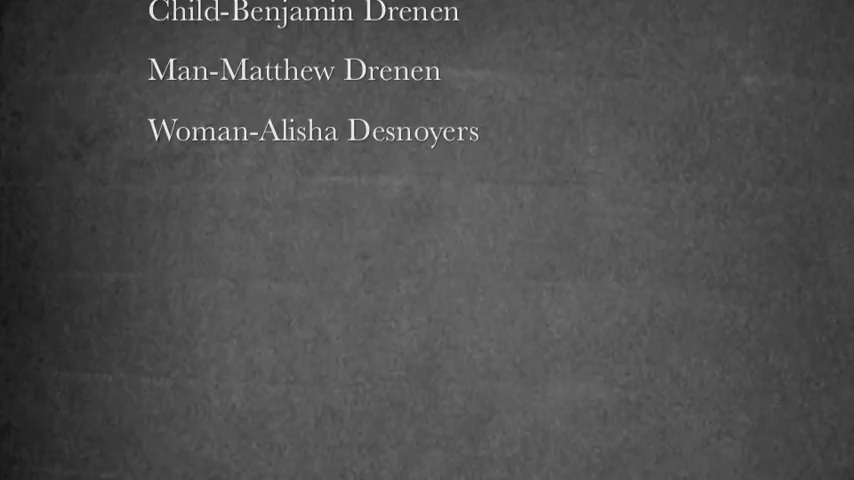 Child-Benjamin Drenen
Man-Matthew Drenen
Woman-Alisha Desnoyers